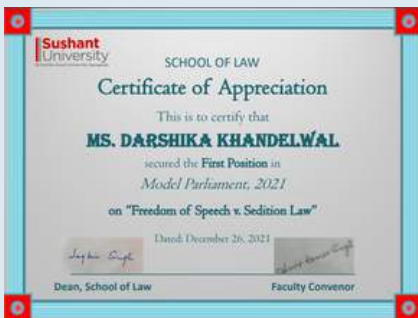 Sushant
University
SCHOOL OF LAW
Certificate of Appreciation
This is to certify that
MS. DARSHIKA KHANDELWAL
secured the First Position in
Model Parliament, 2021
on "Freedom of Speech v. Sedition Law"
Dated: December 26, 2021
Singh
Dean, School of Law
Faculty Convenor